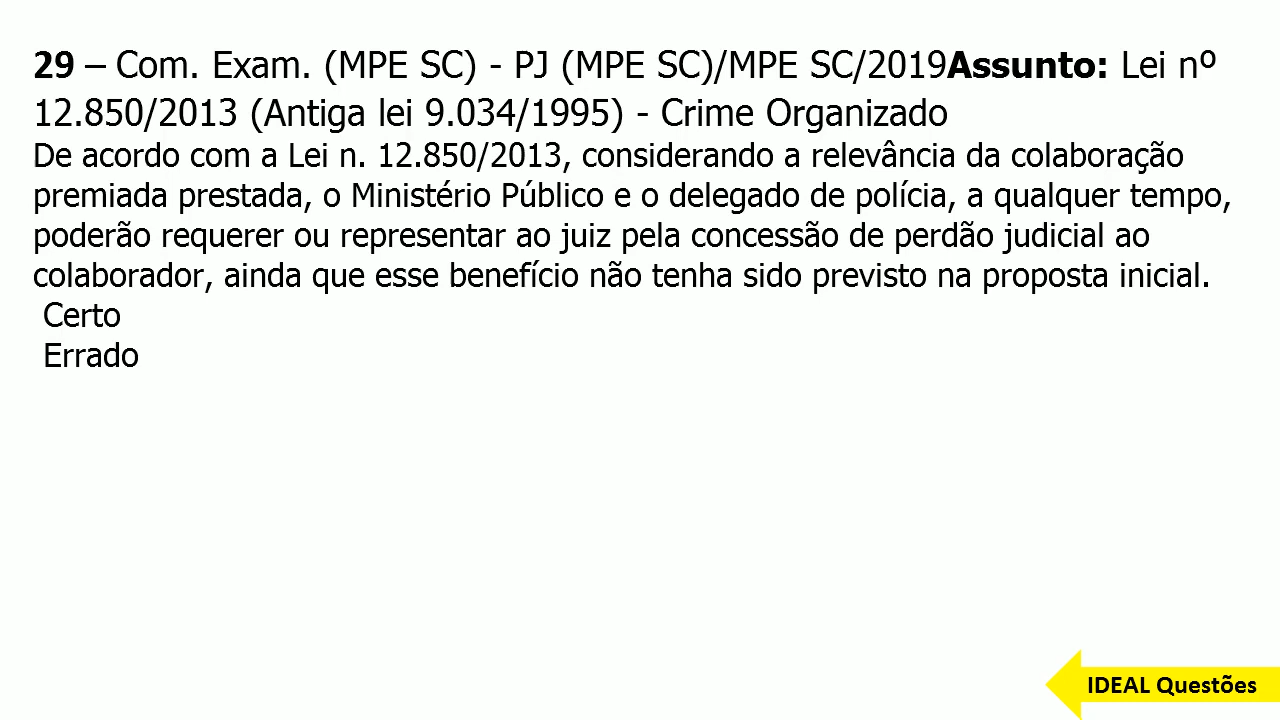 29 – Com. Exam. (MPE SC) - PJ (MPE SC)/MPE SC/2019Assunto: Lei nº
12.850/2013 (Antiga lei 9.034/1995) - Crime Organizado
De acordo com a Lei n. 12.850/2013, considerando a relevância da colaboração
premiada prestada, o Ministério Público e o delegado de polícia, a qualquer tempo,
poderão requerer ou representar ao juiz pela concessão de perdão judicial ao
colaborador, ainda que esse benefício não tenha sido previsto na proposta inicial.
Certo
Errado
IDEAL Questões